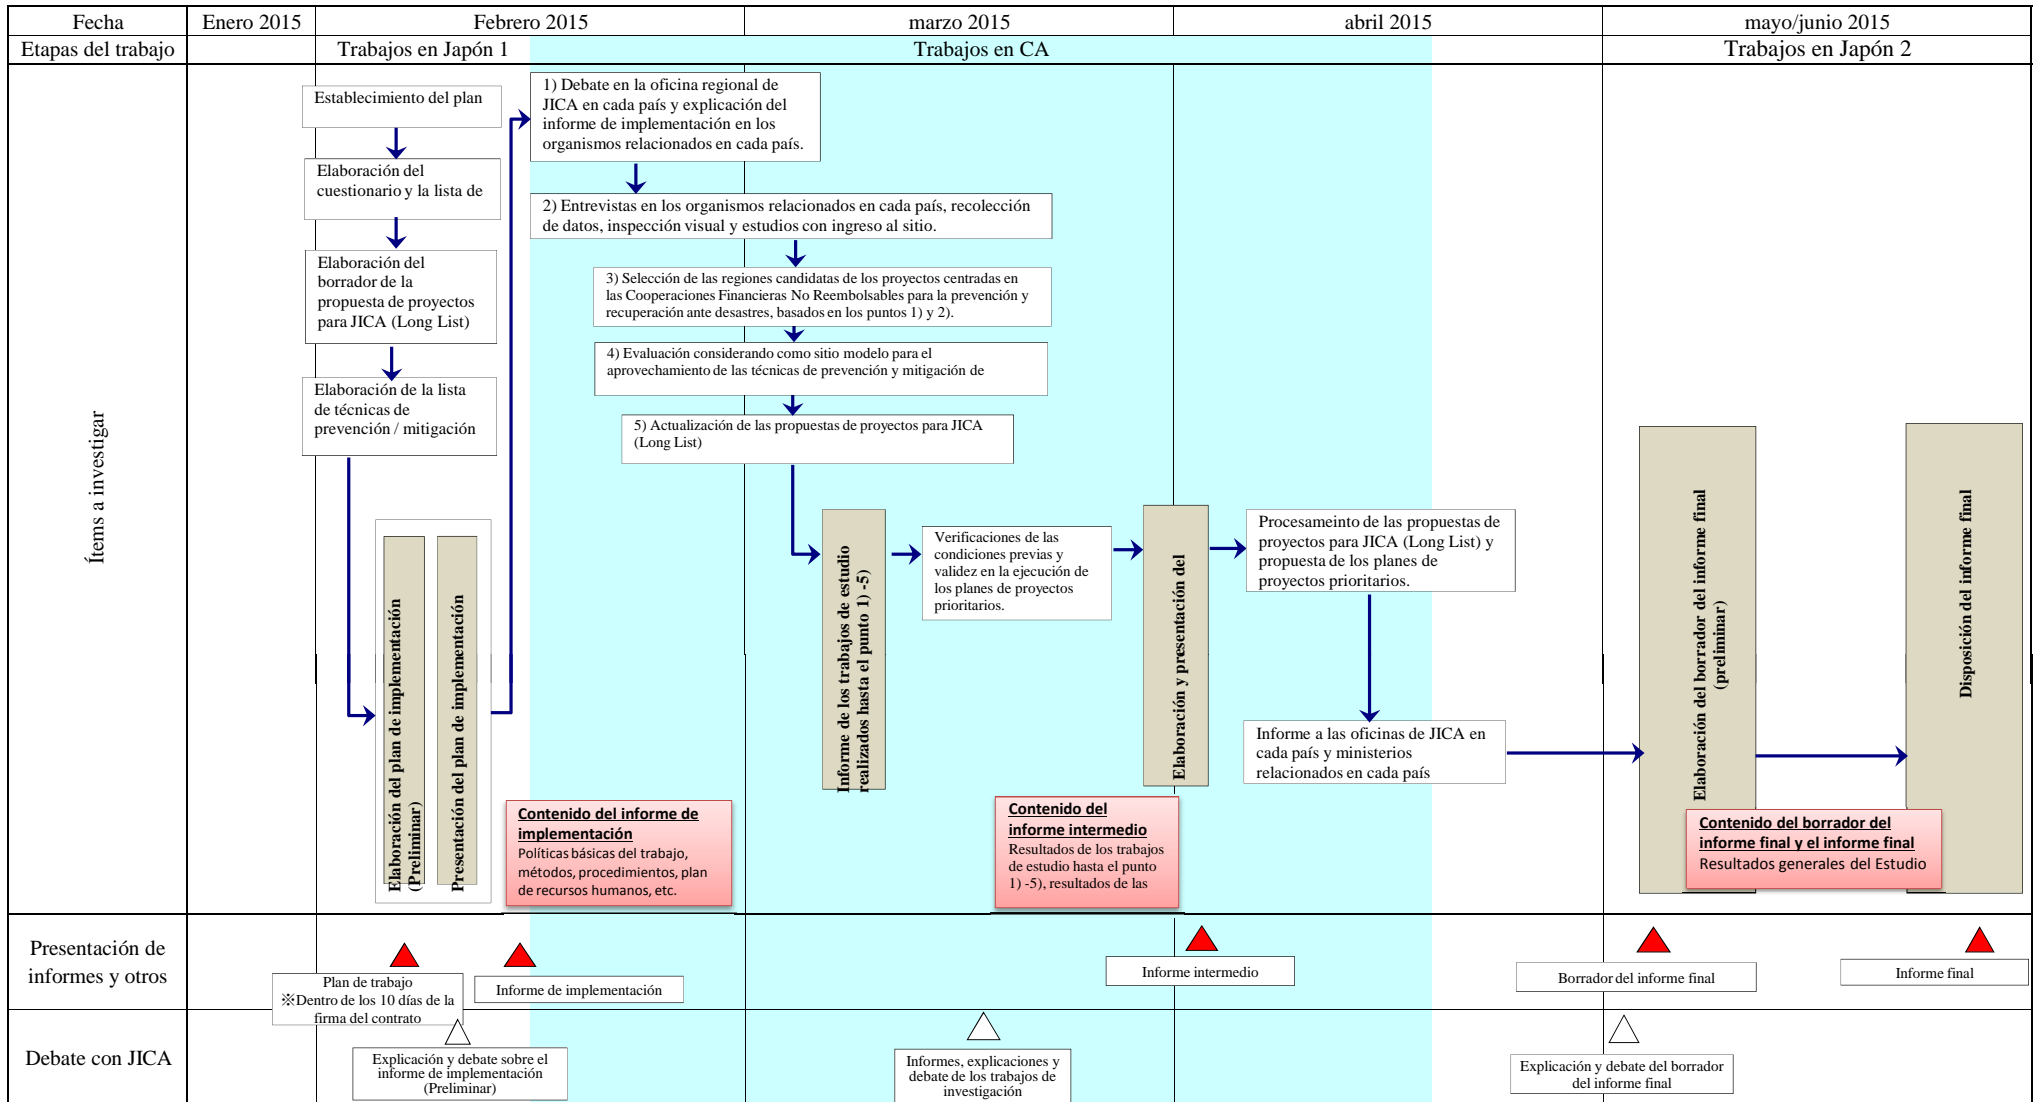 Fecha
Enero 2015
Febrero 2015
marzo 2015
abril 2015
mayo/junio 2015
Etapas del trabajo
Trabajos en Japón 1
Trabajos en CA
Trabajos en Japón 2
Ítems a investigar
Establecimiento del plan
Elaboración del
cuestionario y la lista de
Elaboración del
borrador de la
propuesta de proyectos
para JICA (Long List)
Elaboración de la lista
de técnicas de
prevención / mitigación
Elaboración del plan de implementación
(Preliminar)
Presentación del plan de implementación
1) Debate en la oficina regional de
JICA en cada país y explicación del
informe de implementación en los
organismos relacionados en cada país.
2) Entrevistas en los organismos relacionados en cada país, recolección
de datos, inspección visual y estudios con ingreso al sitio.
3) Selección de las regiones candidatas de los proyectos centradas en
las Cooperaciones Financieras No Reembolsables para la prevención y
recuperación ante desastres, basados en los puntos 1) y 2).
4) Evaluación considerando como sitio modelo para el
aprovechamiento de las técnicas de prevención y mitigación de
5) Actualización de las propuestas de proyectos para JICA
(Long List)
Informe de los trabajos de estudio
realizados hasta el punto 1) -5)
Verificaciones de las
condiciones previas y
validez en la ejecución de
los planes de proyectos
prioritarios.
Elaboración y presentación del
Procesameinto de las propuestas de
proyectos para JICA (Long List) y
propuesta de los planes de
proyectos prioritarios.
Informe a las oficinas de JICA en
cada país y ministerios
relacionados en cada país
Elaboración del borrador del informe final
(preliminar)
Disposición del informe final
Contenido del informe de
implementación
Políticas básicas del trabajo,
métodos, procedimientos, plan
de recursos humanos, etc.
Contenido del
informe intermedio
Resultados de los trabajos
de estudio hasta el punto
1) -5), resultados de las
Contenido del borrador del
informe final y el informe final
Resultados generales del Estudio
Presentación de
informes y otros
Plan de trabajo
※Dentro de los 10 días de la
firma del contrato
Informe de implementación
Informe intermedio
Borrador del informe final
Informe final
Debate con JICA
Explicación y debate sobre el
informe de implementación
(Preliminar)
Informes, explicaciones y
debate de los trabajos de
investigación
Explicación y debate del borrador
del informe final